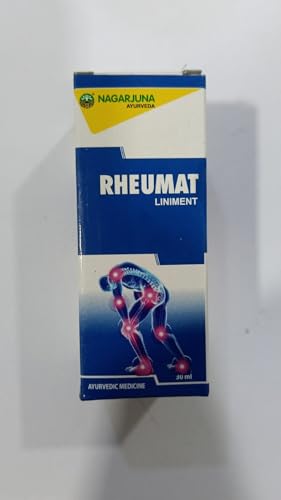 NAGARJUNA
AYURVEDA
RHEUMAT
LINIMENT
30 ml
AYURVEDIC MEDICINE